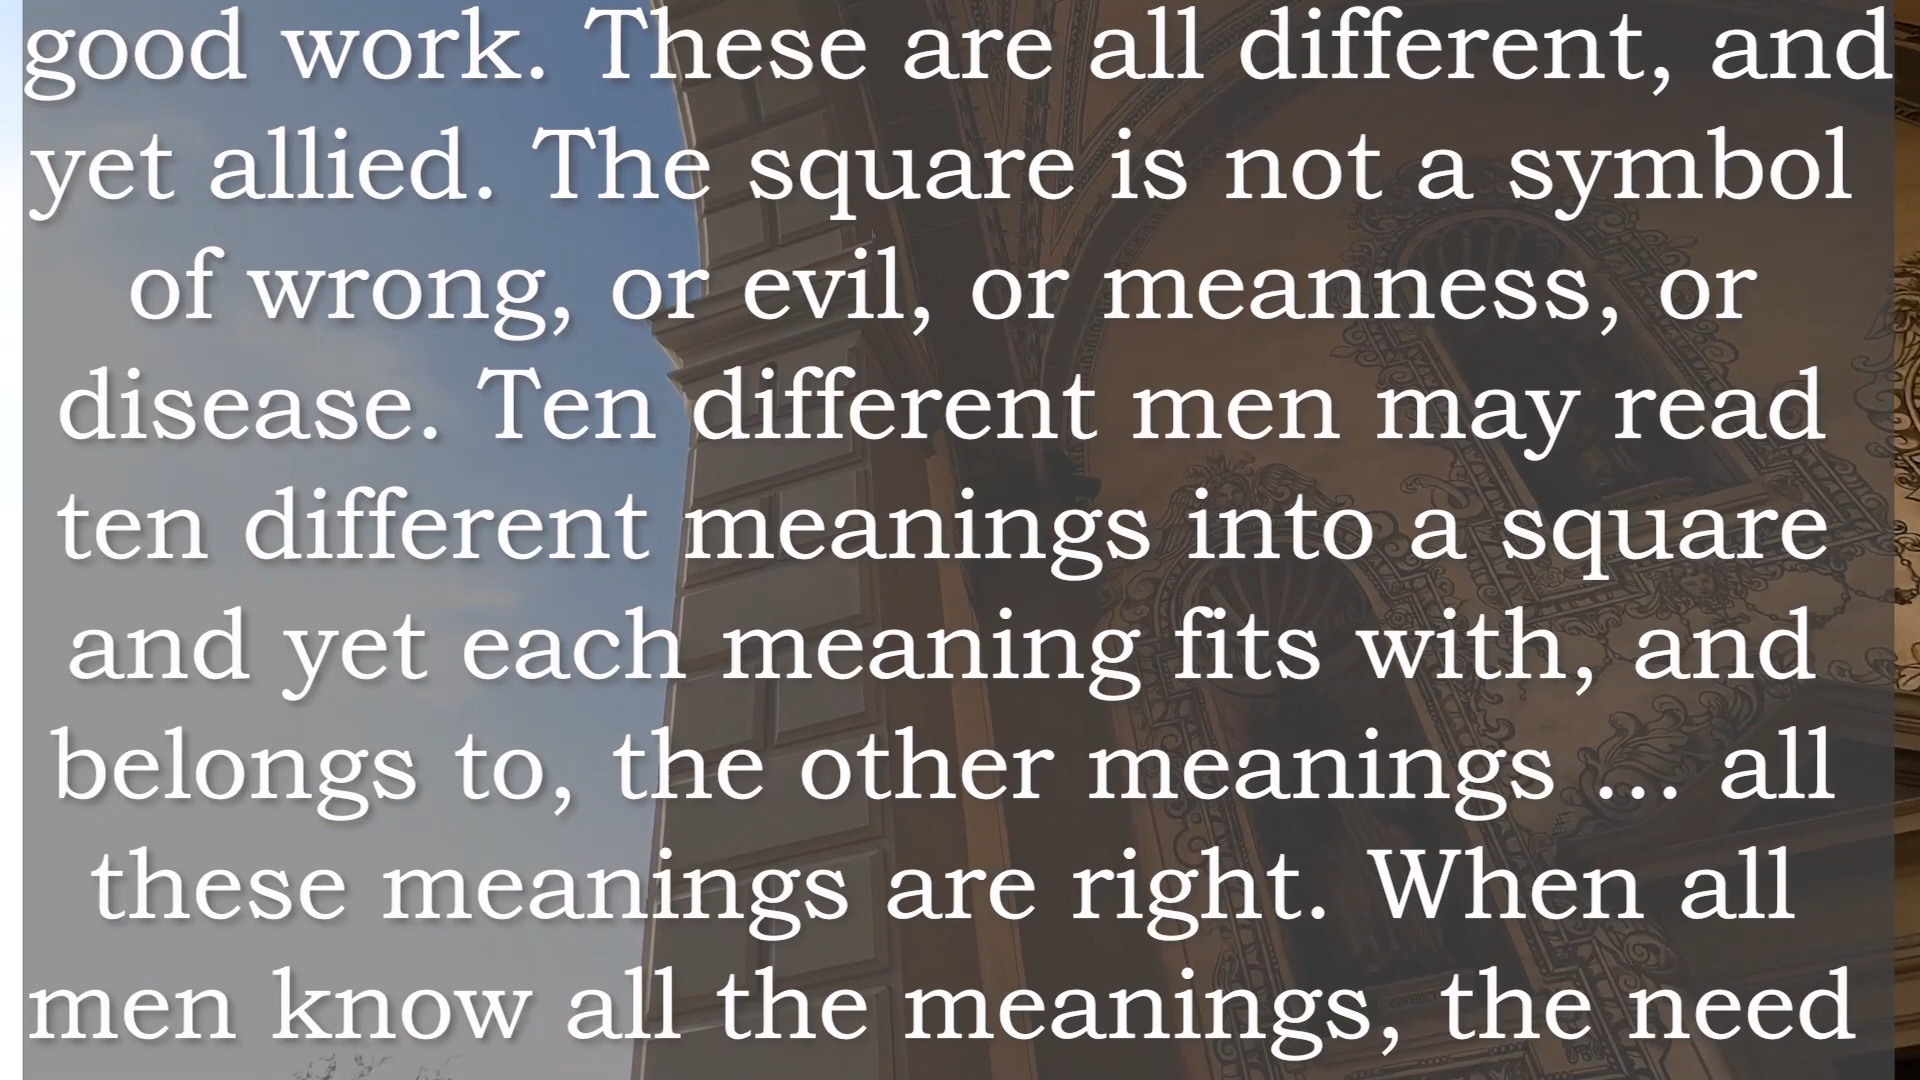 good work. These are all different, and
yet allied. The square is not a symbol
of wrong, or evil, or meanness, or
disease. Ten different men may read
ten different meanings into a square
and yet each meaning fits with, and
belongs to, the other meanings ... all
these meanings are right. When all
men know all the meanings, the need